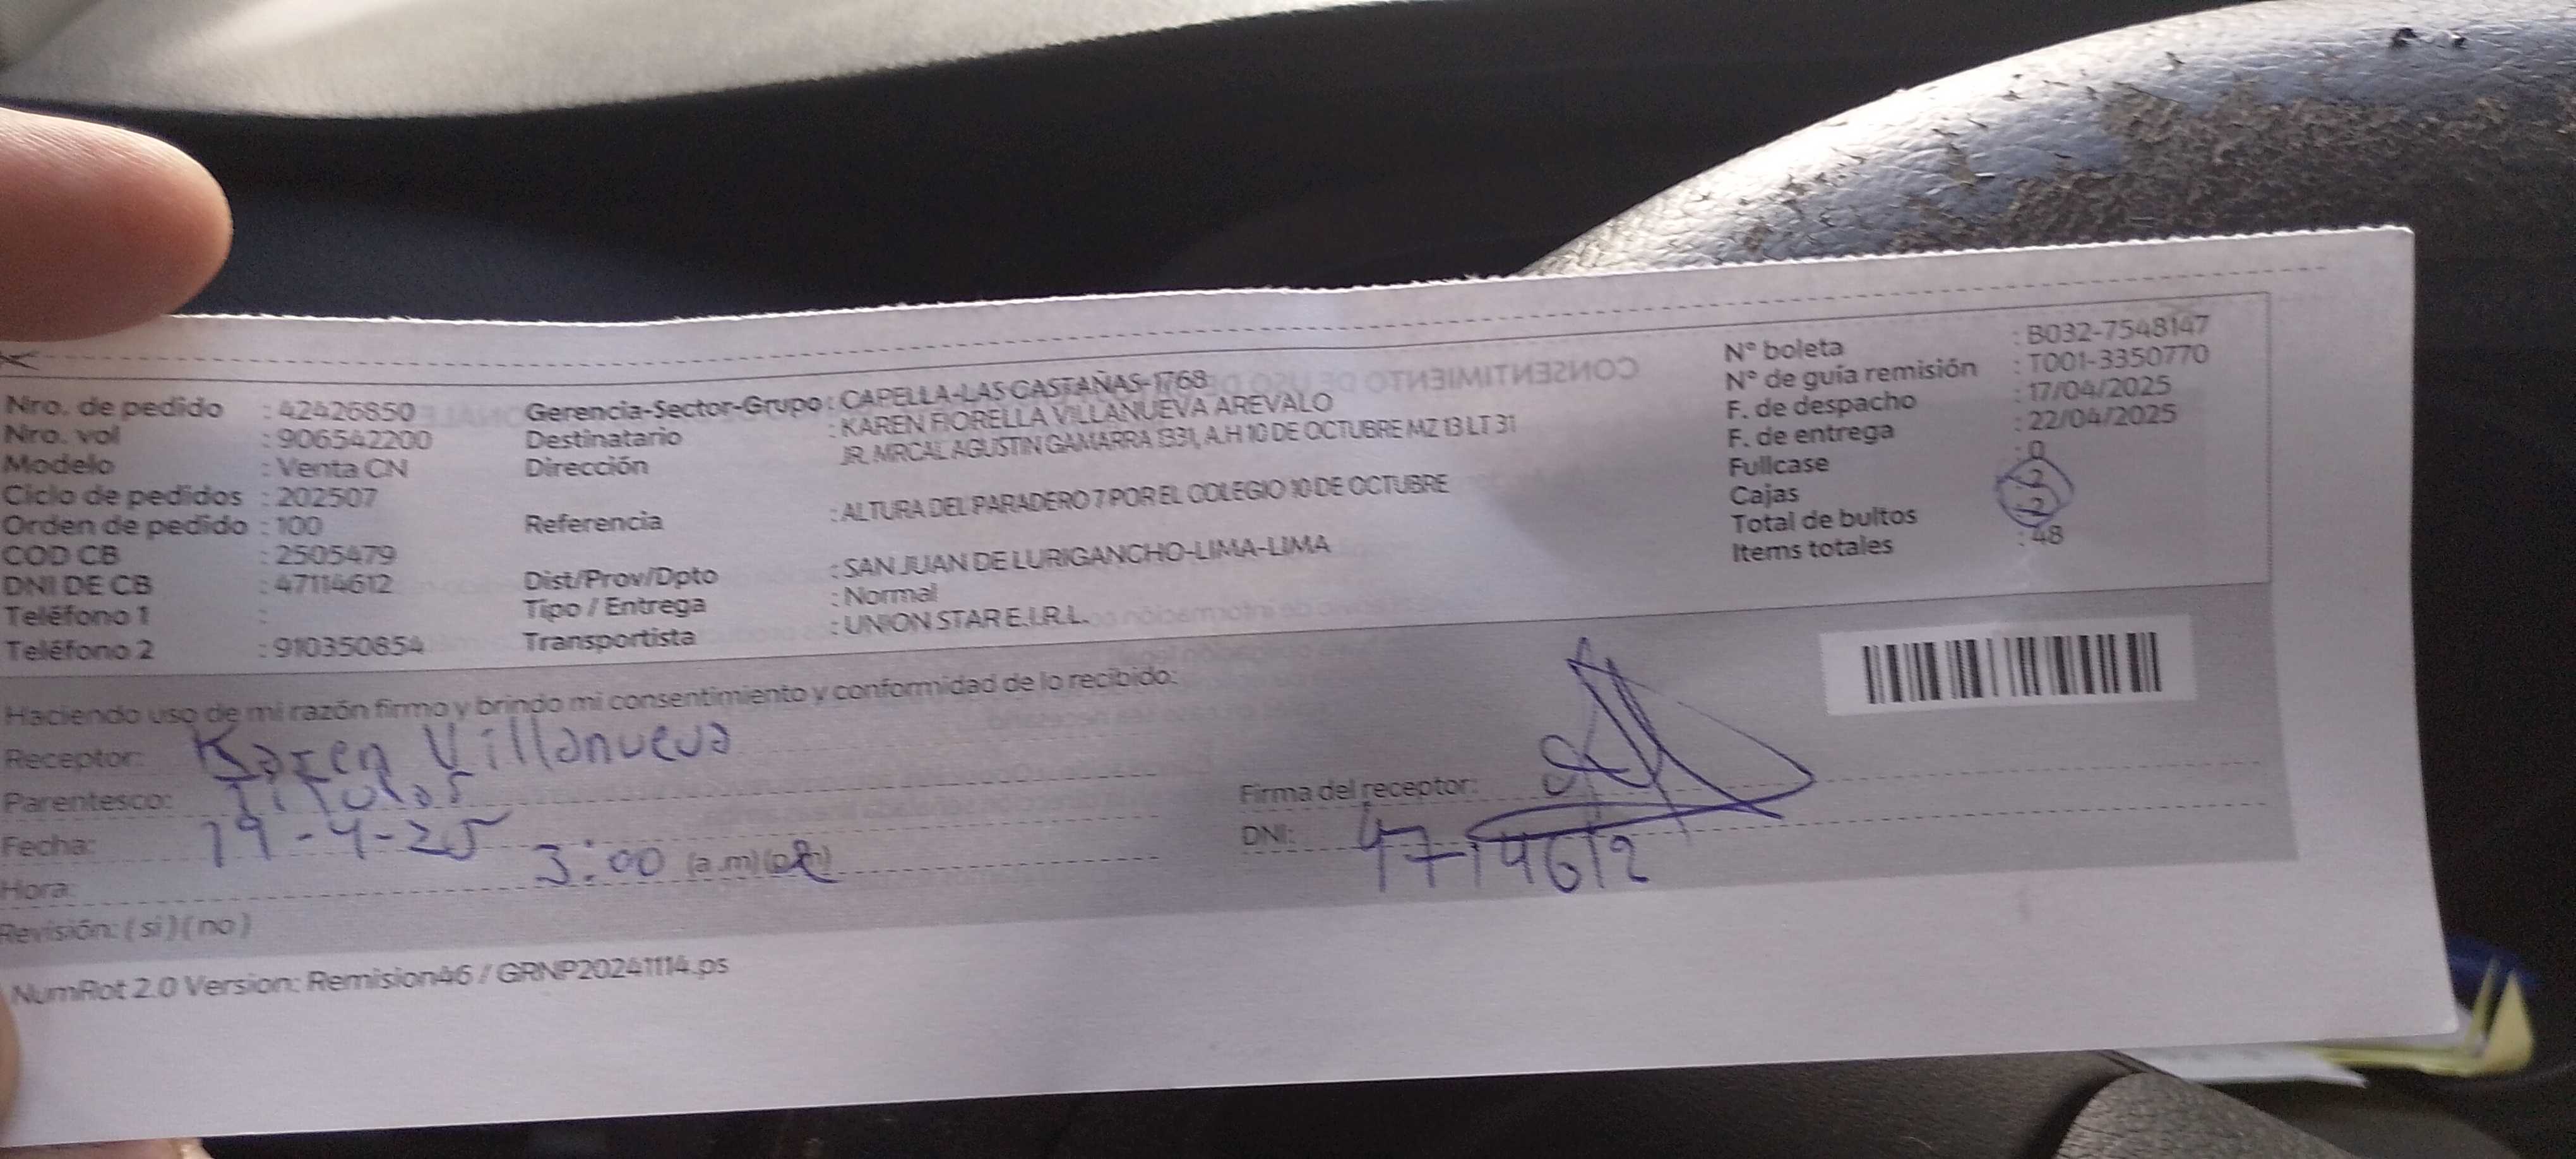 Nro. de pedido : 42426850
Nro. vol : 906542200
Modelo : Venta CN
Ciclo de pedidos : 202507
Orden de pedido : 100
COD CB : 2505479
DNI DE CB : 47114612
Teléfono 1 :
Teléfono 2 : 910350854
Gerencia-Sector-Grupo : CAPELLA-LAS CASTAÑAS-1768
Destinatario : KAREN FIORELLA VILLANUEVA AREVALO
Dirección : JR. MRCAL AGUSTIN GAMARRA 1331, A.H 10 DE OCTUBRE MZ 13 LT 31
Referencia : ALTURA DEL PARADERO 7 POR EL COLEGIO 10 DE OCTUBRE
Dist/Prov/Dpto : SAN JUAN DE LURIGANCHO-LIMA-LIMA
Tipo / Entrega : Normal
Transportista : UNION STAR E.I.R.L.
N° boleta : B032-7548147
N° de guía remisión : T001-3350770
F. de despacho : 17/04/2025
F. de entrega : 22/04/2025
Fullcase : 0
Cajas : 2
Total de bultos : 2
Items totales : 48
CONSENTIMIENTO DE USO DE
Haciendo uso de mi razón firmo y brindo mi consentimiento y conformidad de lo recibido:
Receptor: Karen Villanueva
Parentesco: Titular
Fecha: 19-4-25
Hora: 3:00 (a.m)
Revisión: ( si ) ( no )
Firma del receptor:
DNI:
NumRot 2.0 Version: Remision46 / GRNP20241114.ps